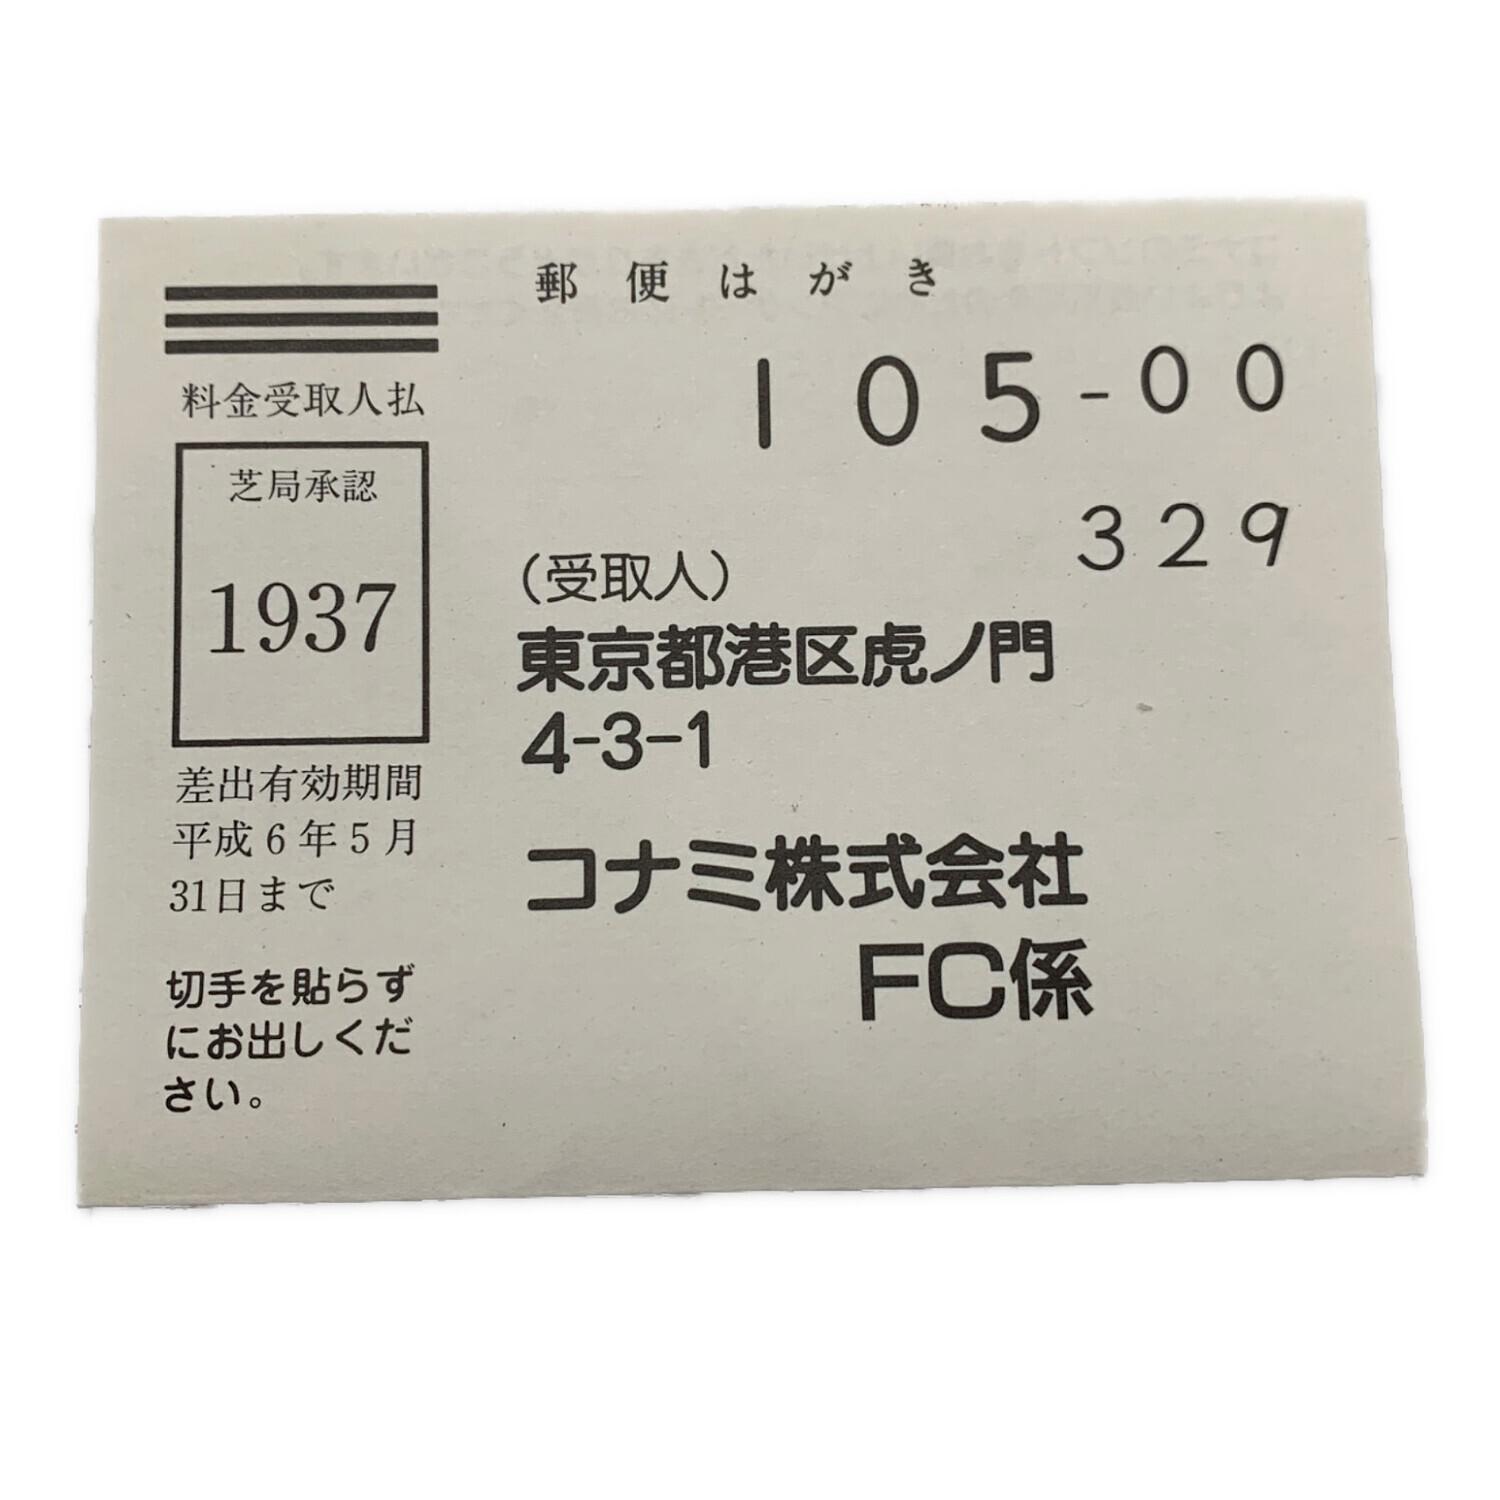 郵便はがき
105-00
329
料金受取人払
芝局承認
1937
差出有効期間
平成6年5月
31日まで
切手を貼らず
にお出しくだ
さい。
(受取人)
東京都港区虎ノ門
4-3-1
コナミ株式会社
FC係